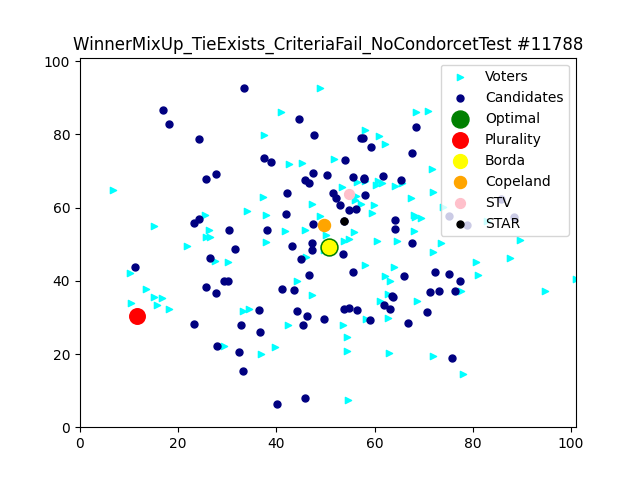 WinnerMixUp_TieExists_CriteriaFail_NoCondorcetTest #11788
100
80
60
40
20
0
0 20 40 60 80 100
Voters
Candidates
Optimal
Plurality
Borda
Copeland
STV
STAR